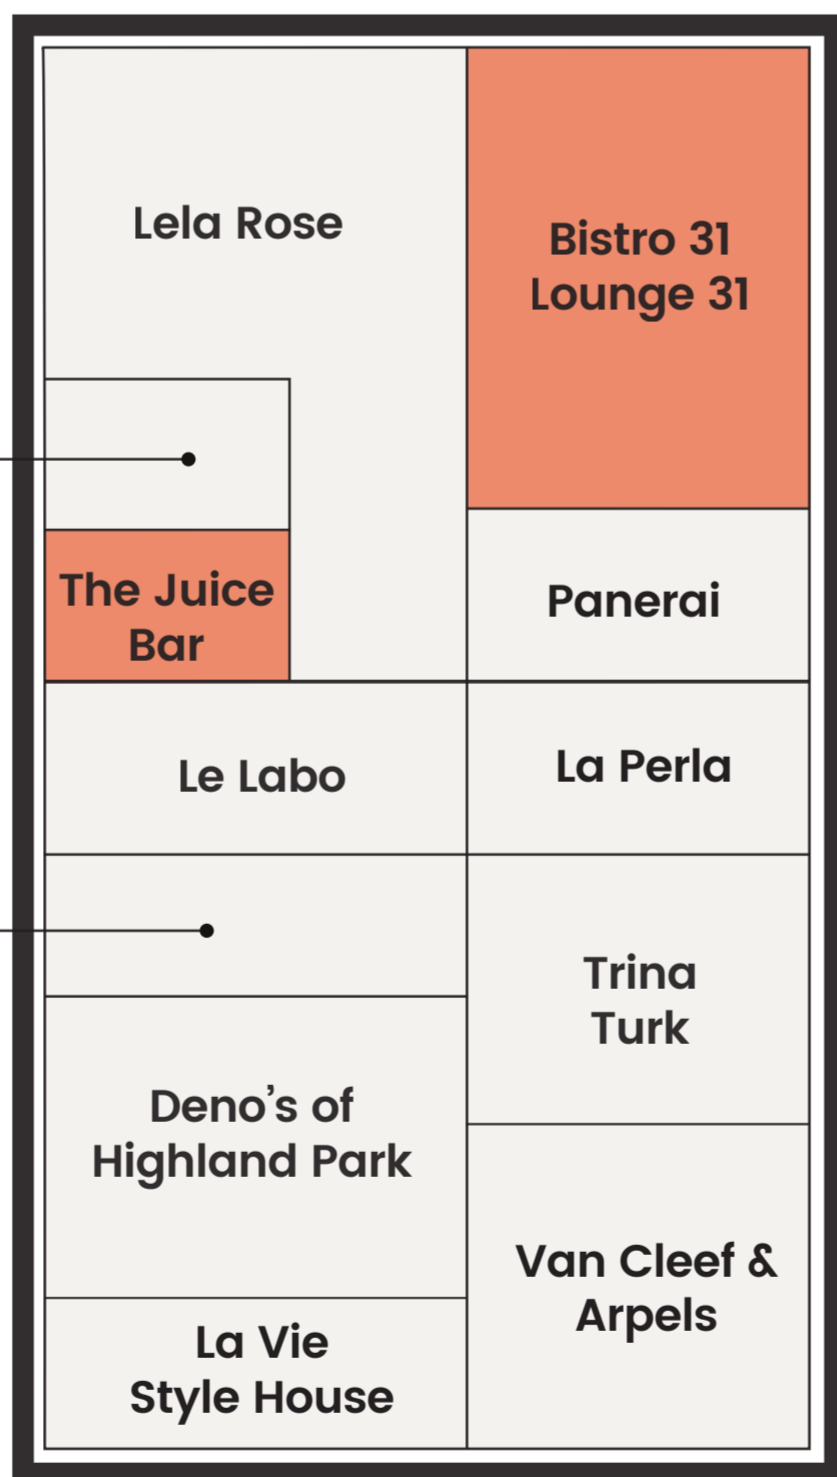 Lela Rose
Bistro 31
Lounge 31
The Juice
Bar
Panerai
Le Labo
La Perla
Trina
Turk
Deno’s of
Highland Park
Van Cleef &
Arpels
La Vie
Style House